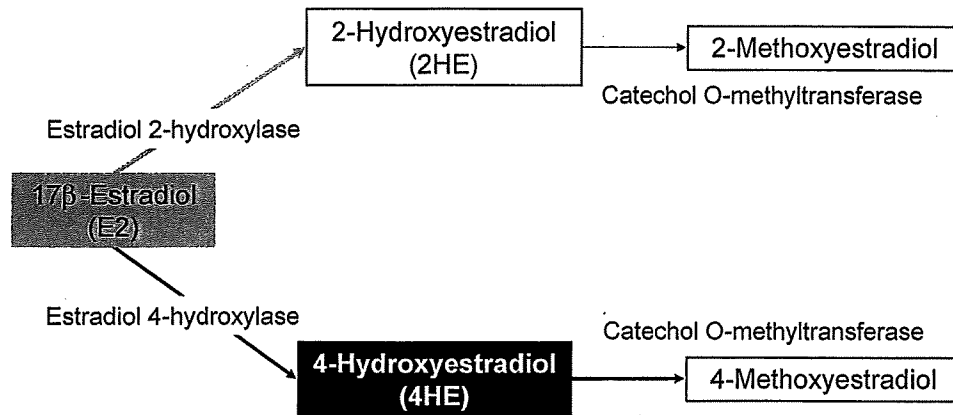 2-Hydroxyestradiol
(2HE)
2-Methoxyestradiol
Catechol O-methyltransferase
Estradiol 2-hydroxylase
17β-Estradiol
(E2)
Estradiol 4-hydroxylase
Catechol O-methyltransferase
4-Hydroxyestradiol
(4HE)
4-Methoxyestradiol